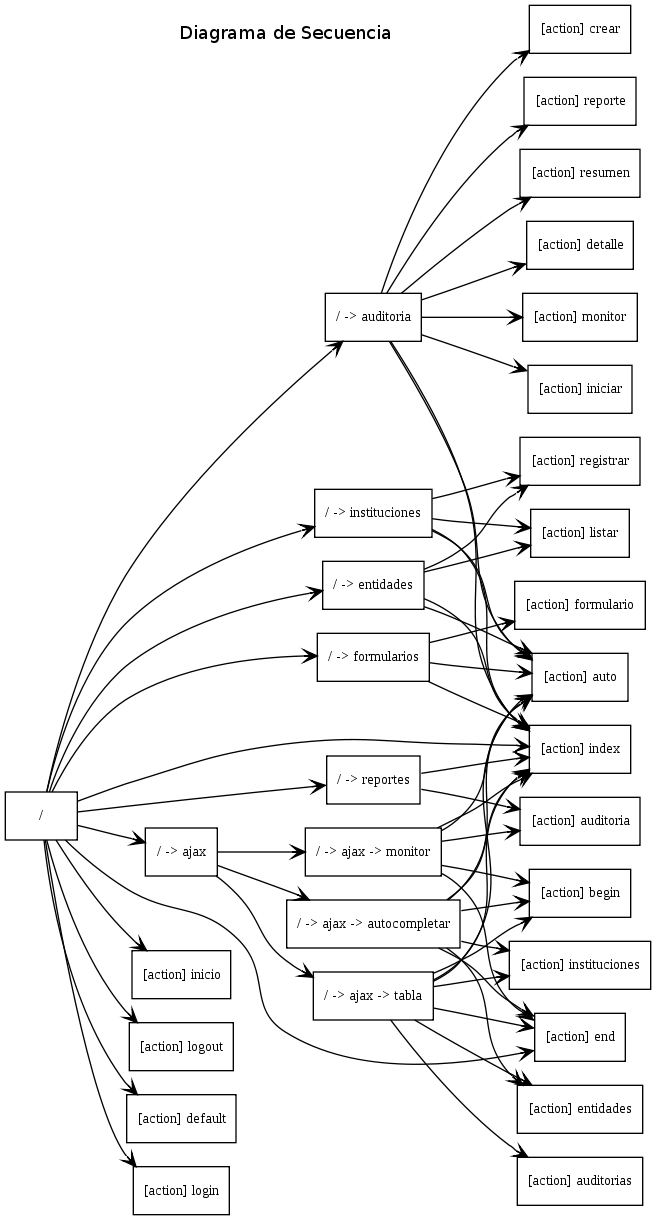 Diagrama de Secuencia
[action] crear
[action] reporte
[action] resumen
[action] detalle
/ -> auditoria
[action] monitor
[action] iniciar
[action] registrar
/ -> instituciones
[action] listar
/ -> entidades
[action] formulario
/ -> formularios
[action] auto
[action] index
/ -> reportes
/
[action] auditoria
/ -> ajax
/ -> ajax -> monitor
[action] begin
/ -> ajax -> autocompletar
[action] inicio
[action] instituciones
/ -> ajax -> tabla
[action] logout
[action] end
[action] default
[action] entidades
[action] login
[action] auditorias